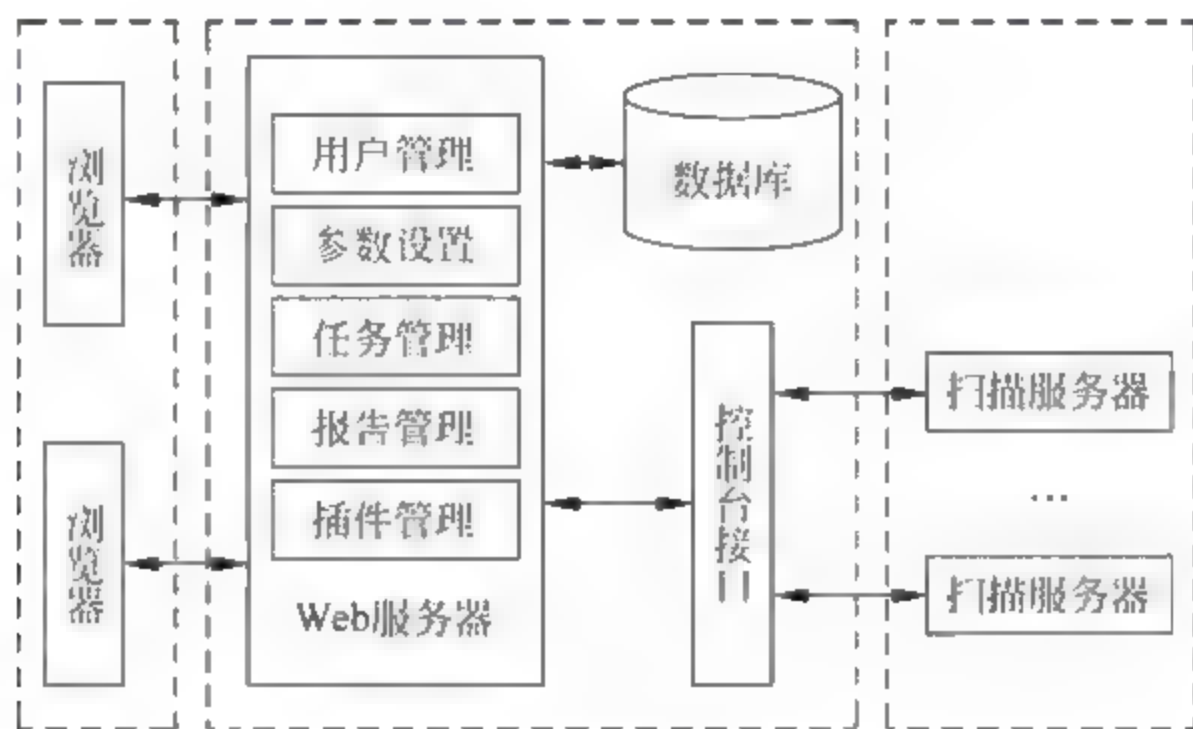 浏览器
浏览器
用户管理
参数设置
任务管理
报告管理
插件管理
Web服务器
数据库
控制台接口
扫描服务器
…
扫描服务器